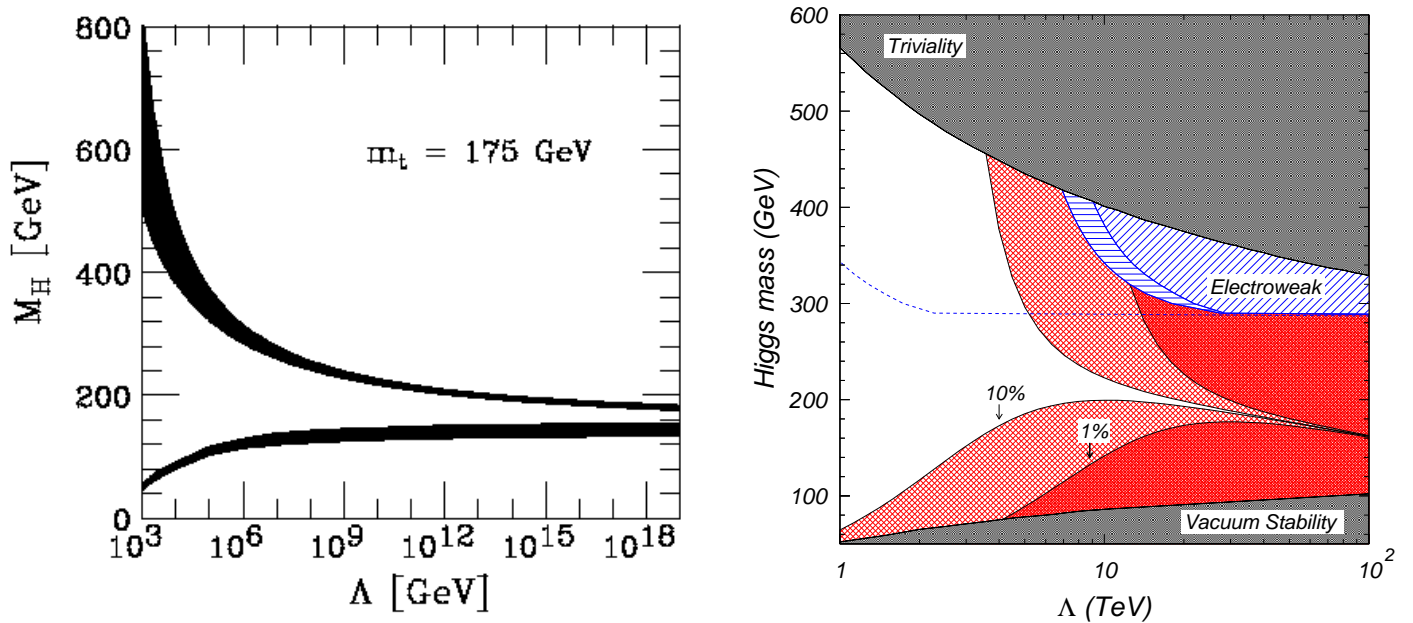 800
600
400
200
0
M_H [GeV]
m_t = 175 GeV
10^3 10^6 10^9 10^12 10^15 10^18
Λ [GeV]
600
500
400
300
200
100
Higgs mass (GeV)
Triviality
Electroweak
10%
1%
Vacuum Stability
1 10 10^2
Λ (TeV)